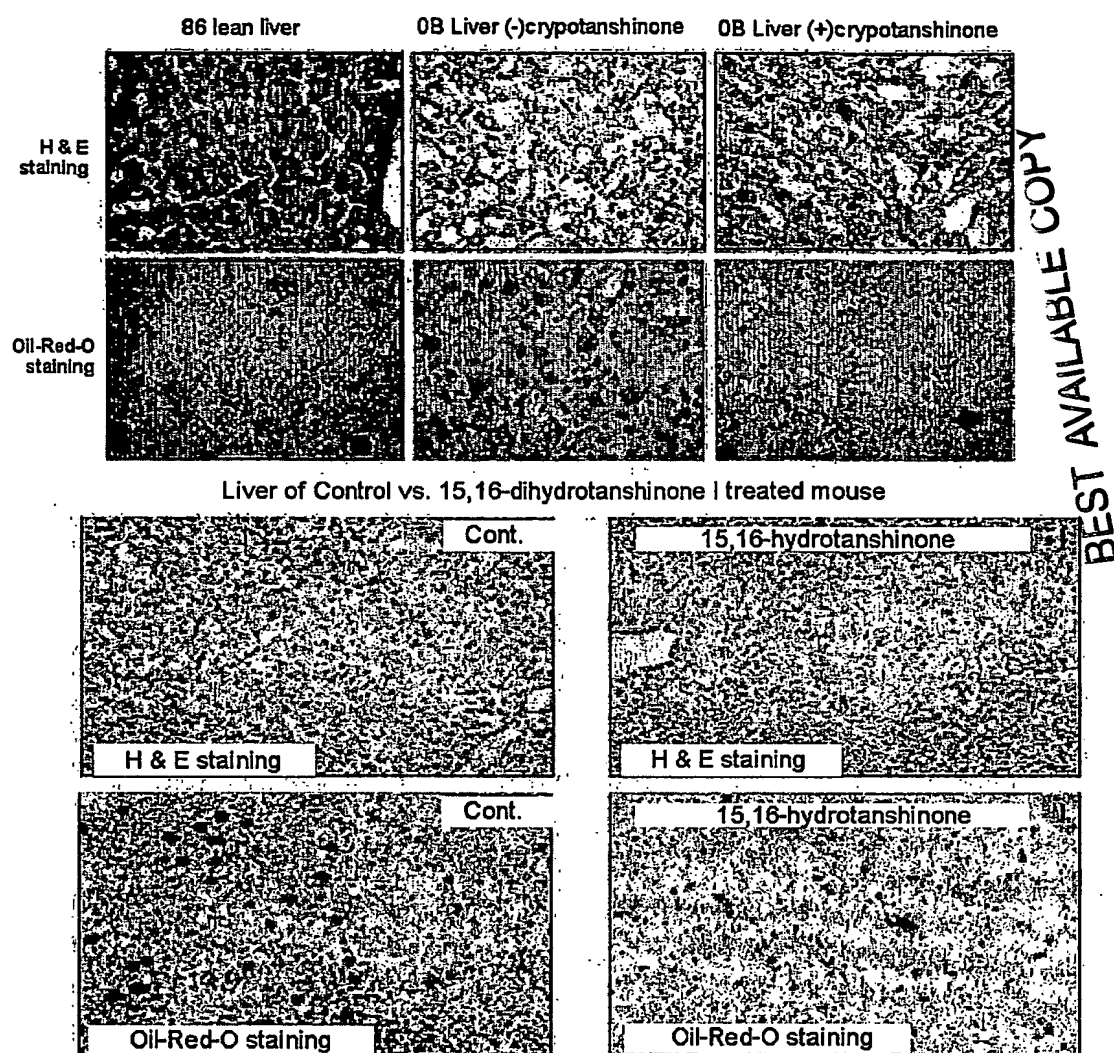 86 lean liver
0B Liver (-)crypotanshinone
0B Liver (+)crypotanshinone
H & E
staining
Oil-Red-O
staining
BEST AVAILABLE COPY
Liver of Control vs. 15,16-dihydrotanshinone I treated mouse
Cont.
15,16-hydrotanshinone
H & E staining
H & E staining
Cont.
15,16-hydrotanshinone
Oil-Red-O staining
Oil-Red-O staining